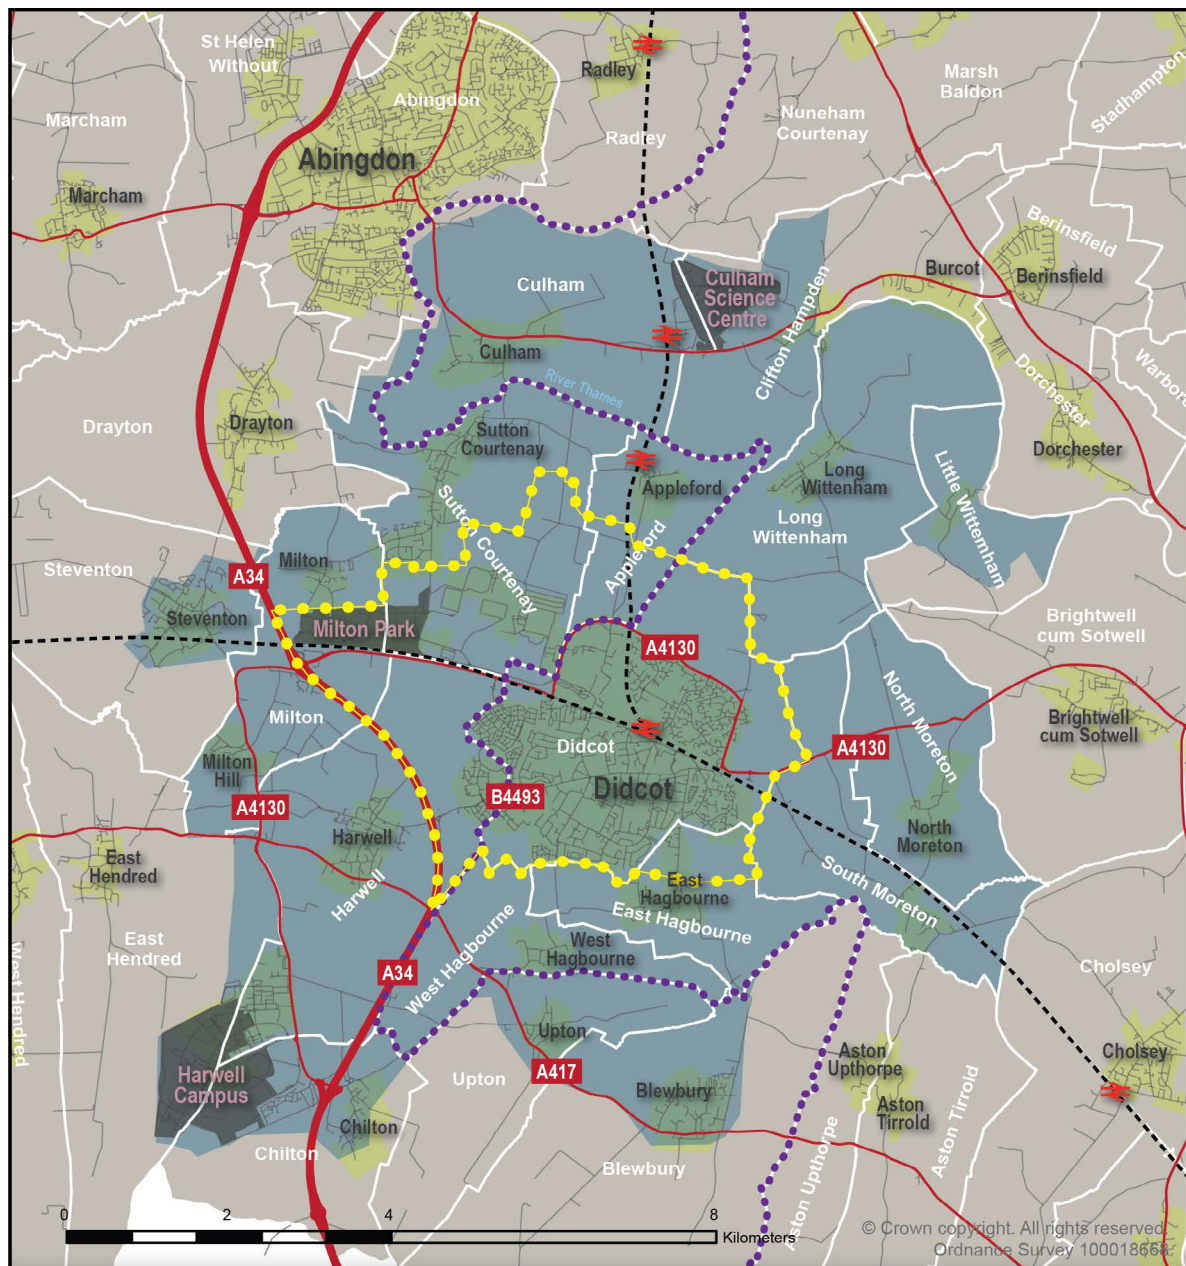 St Helen
Without
Abingdon
Radley
Marsh
Baldon
Stadhampton
Marcham
Nuneham
Courtenay
Radley
Abingdon
Marcham
Berinsfield
Burcot
Berinsfield
Culham
Culham
Science
Centre
Clifton Hampden
Culham
River Thames
Dorchester
Warboro
Drayton
Drayton
Sutton
Courtenay
Dorchester
Long
Wittenham
Appleford
Little Witternham
Sutton Courtenay
Long
Wittenham
Appleford
Steventon
A34
Milton
Steventon
Milton Park
Brightwell
cum Sotwell
A4130
North Moreton
Milton
Didcot
Brightwell
cum Sotwell
A4130
Milton
Hill
Didcot
B4493
A4130
Harwell
North
Moreton
East
Hendred
Harwell
East
Hagbourne
South Moreton
East Hagbourne
West Hagbourne
West
Hagbourne
East
Hendred
West Hendred
A34
Cholsey
Upton
Aston
Upthorpe
Cholsey
Harwell
Campus
Upton
A417
Blewbury
Aston
Tirrold
Aston Tirrold
Chilton
Chilton
Blewbury
Aston Upthorpe
0 2 4 8
Kilometers
© Crown copyright. All rights reserved
Ordnance Survey 100018668